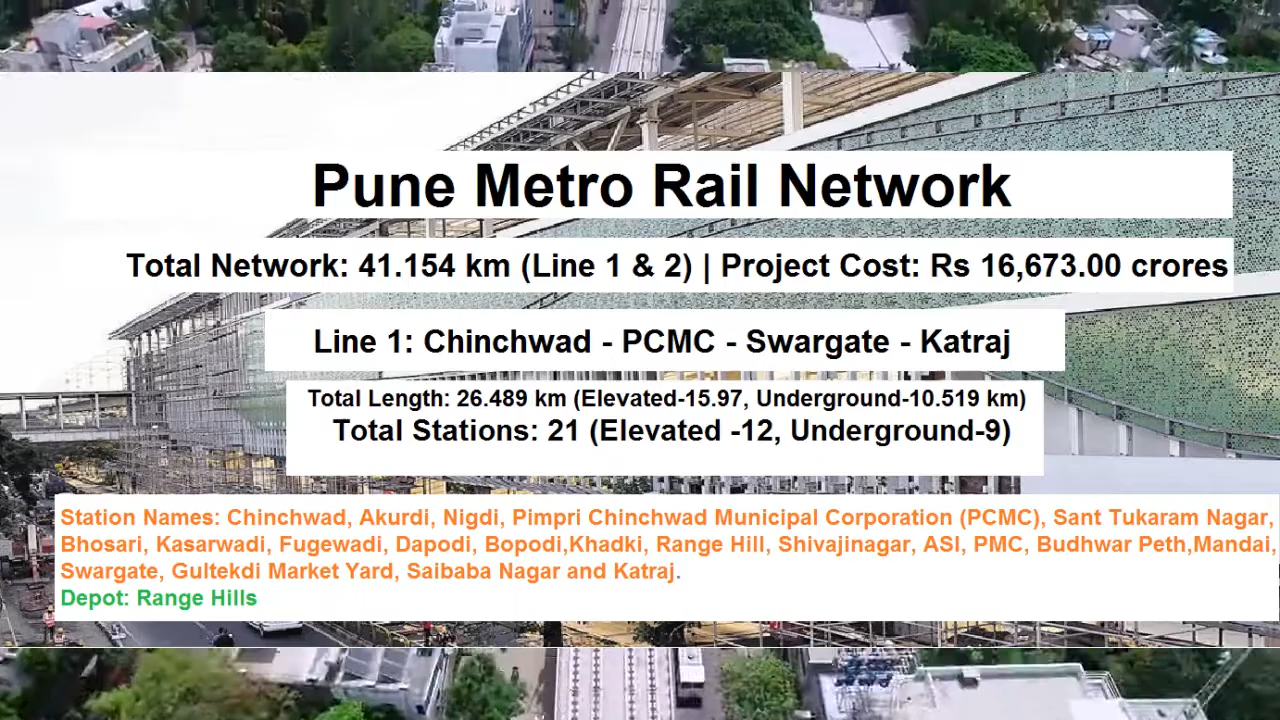 Pune Metro Rail Network
Total Network: 41.154 km (Line 1 & 2) | Project Cost: Rs 16,673.00 crores
Line 1: Chinchwad - PCMC - Swargate - Katraj
Total Length: 26.489 km (Elevated-15.97, Underground-10.519 km)
Total Stations: 21 (Elevated -12, Underground-9)
Station Names: Chinchwad, Akurdi, Nigdi, Pimpri Chinchwad Municipal Corporation (PCMC), Sant Tukaram Nagar,
Bhosari, Kasarwadi, Fugewadi, Dapodi, Bopodi,Khadki, Range Hill, Shivajinagar, ASI, PMC, Budhwar Peth,Mandai,
Swargate, Gultekdi Market Yard, Saibaba Nagar and Katraj.
Depot: Range Hills